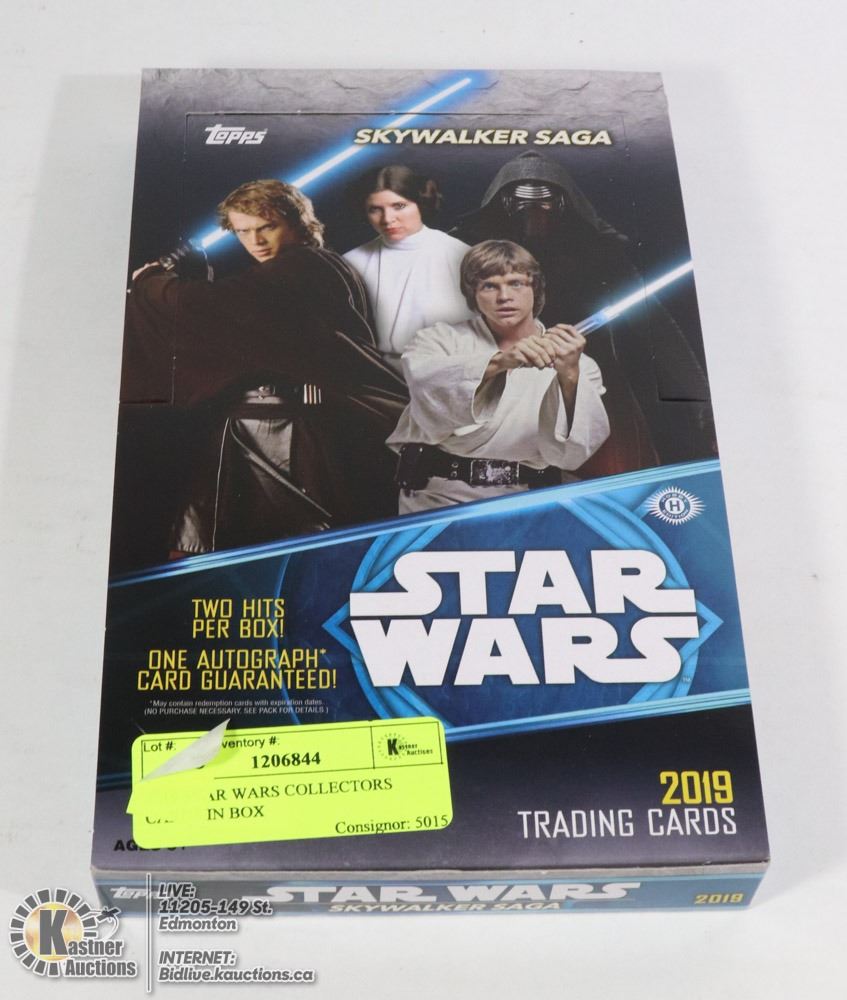 Topps
SKYWALKER SAGA
HOBBY EDITION
H
STAR
WARS
TWO HITS
PER BOX!
ONE AUTOGRAPH*
CARD GUARANTEED!
*May contain redemption cards with expiration dates.
(NO PURCHASE NECESSARY. SEE PACK FOR DETAILS.)
Lot #: ventory #:
1206844
Kastner Auctions
AR WARS COLLECTORS
IN BOX
Consignor: 5015
2019
TRADING CARDS
STAR WARS
SKYWALKER SAGA
2019
Kastner
Auctions
LIVE:
11205-149 St.
Edmonton
INTERNET:
Bidlive.kauctions.ca